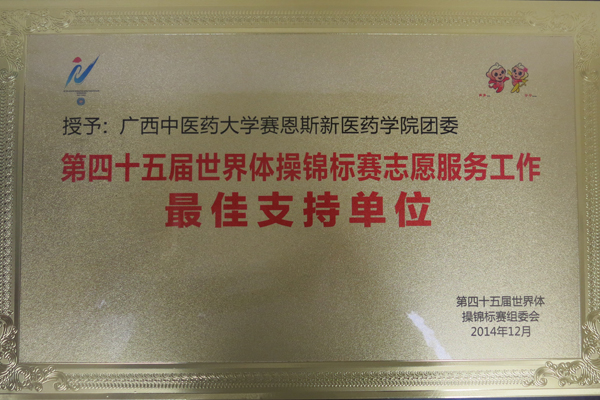 授予：广西中医药大学赛恩斯新医药学院团委
第四十五届世界体操锦标赛志愿服务工作
最佳支持单位
第四十五届世界体
操锦标赛组委会
2014年12月